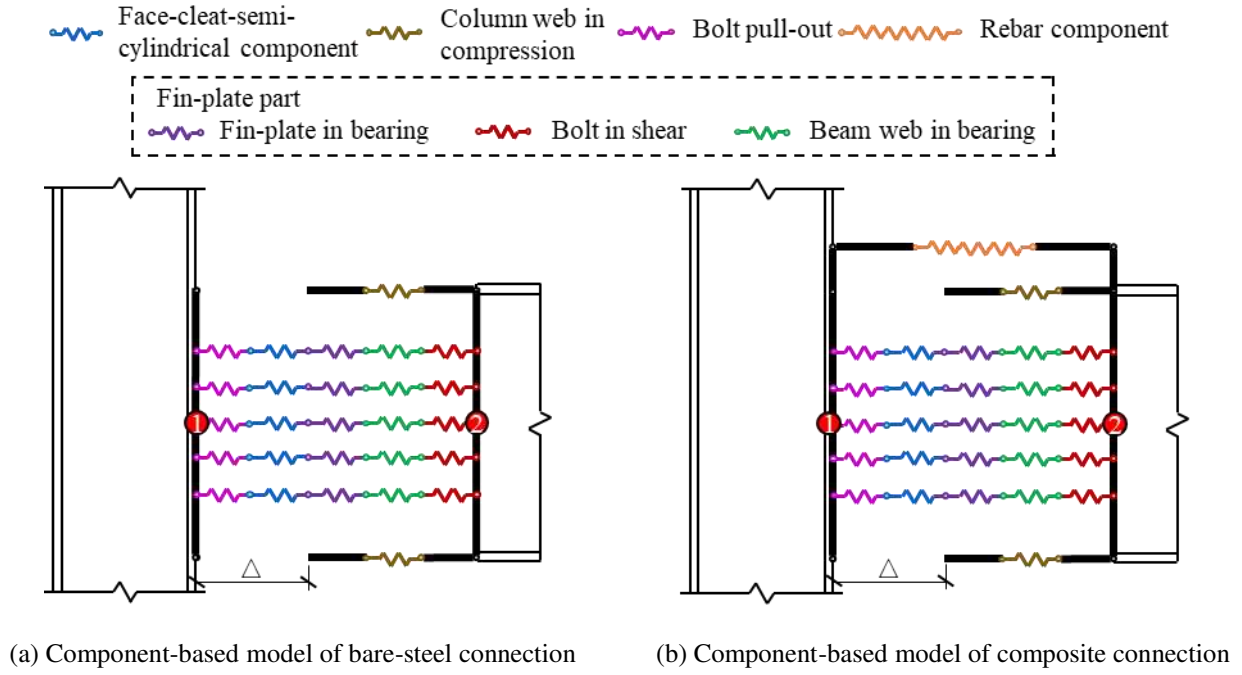 Face-cleat-semi-
cylindrical component
Column web in
compression
Bolt pull-out
Rebar component
Fin-plate part
Fin-plate in bearing
Bolt in shear
Beam web in bearing
1
2
△
1
2
△
(a) Component-based model of bare-steel connection
(b) Component-based model of composite connection